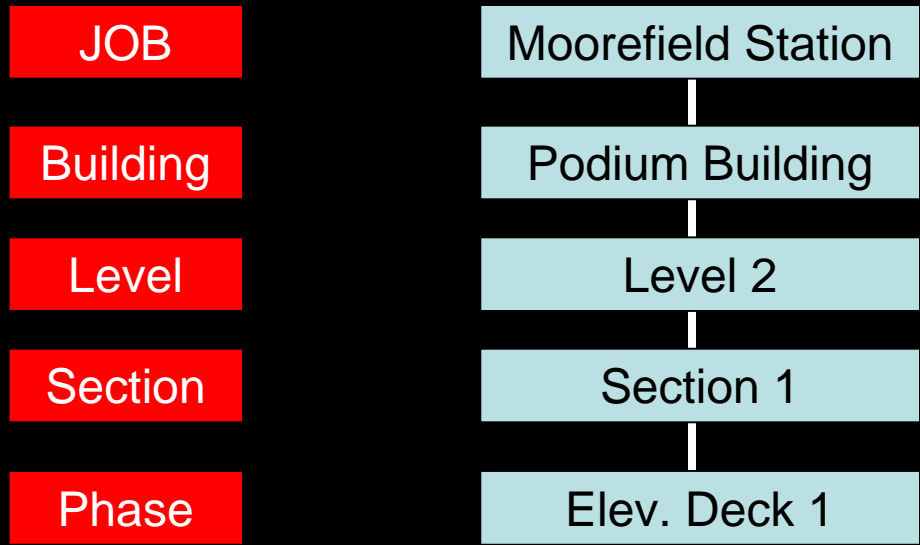 JOB
Moorefield Station
Building
Podium Building
Level
Level 2
Section
Section 1
Phase
Elev. Deck 1